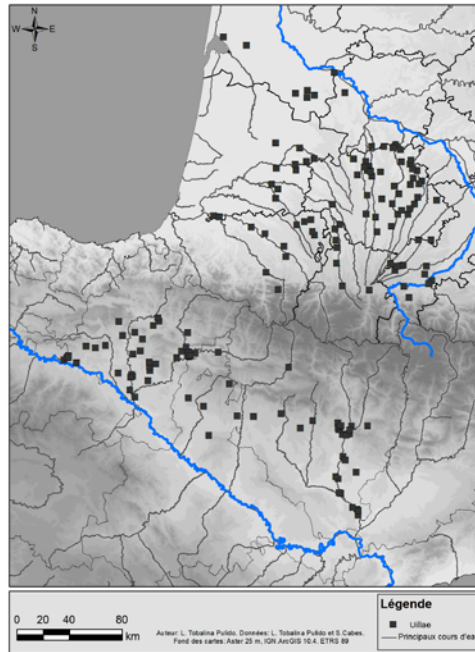 N
W E
S
Légende
Uillae
Principaux cours d'ea
0 20 40 80
km
Auteur: L. Tobalina Pulido. Données: L. Tobalina Pulido et S.Cabes.
Fond des cartes: Aster 25 m, IGN ArcGIS 10.4. ETRS 89